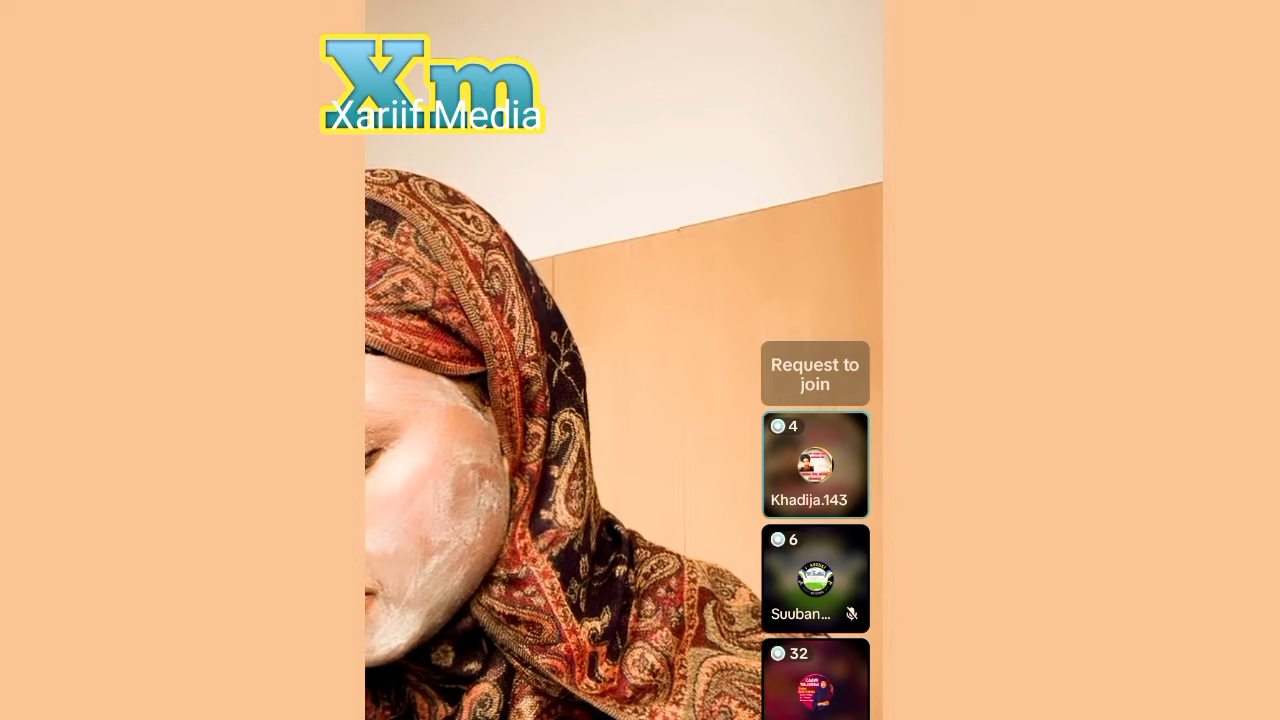 Xm
Xariif Media
Request to
join
4
Khadija.143
6
Suuban...
32